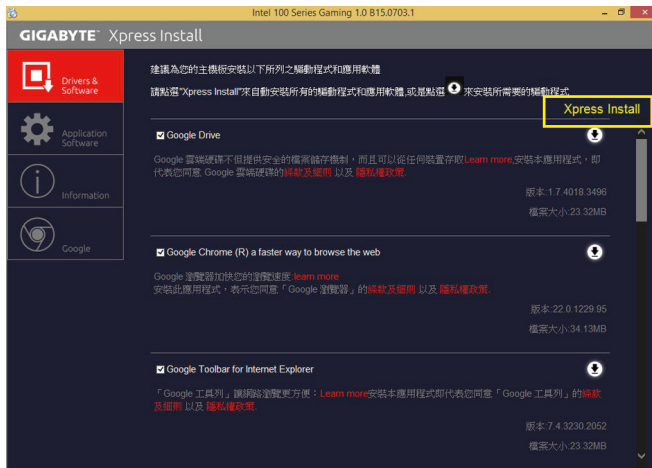 Intel 100 Series Gaming 1.0 B15.0703.1
GIGABYTE™ Xpress Install
Drivers &
Software
Application
Software
Information
Google
建議為您的主機板安裝以下所列之驅動程式和應用軟體
請點選"Xpress Install"來自動安裝所有的驅動程式和應用軟體,或是點選 來安裝所需要的驅動程式.
Xpress Install
Google Drive
Google 雲端硬碟不但提供安全的檔案儲存機制，而且可以從任何裝置存取Learn more.安裝本應用程式，即
代表您同意 Google 雲端硬碟的條款及細則 以及 隱私權政策.
版本:1.7.4018.3496
檔案大小:23.32MB
Google Chrome (R) a faster way to browse the web
Google 瀏覽器加快您的瀏覽速度:learn more
安裝此應用程式，表示您同意「Google 瀏覽器」的條款及細則 以及 隱私權政策.
版本:22.0.1229.95
檔案大小:34.13MB
Google Toolbar for Internet Explorer
「Google 工具列」讓網路瀏覽更方便：Learn more安裝本應用程式即代表您同意「Google 工具列」的條款
及細則 以及 隱私權政策.
版本:7.4.3230.2052
檔案大小:23.32MB